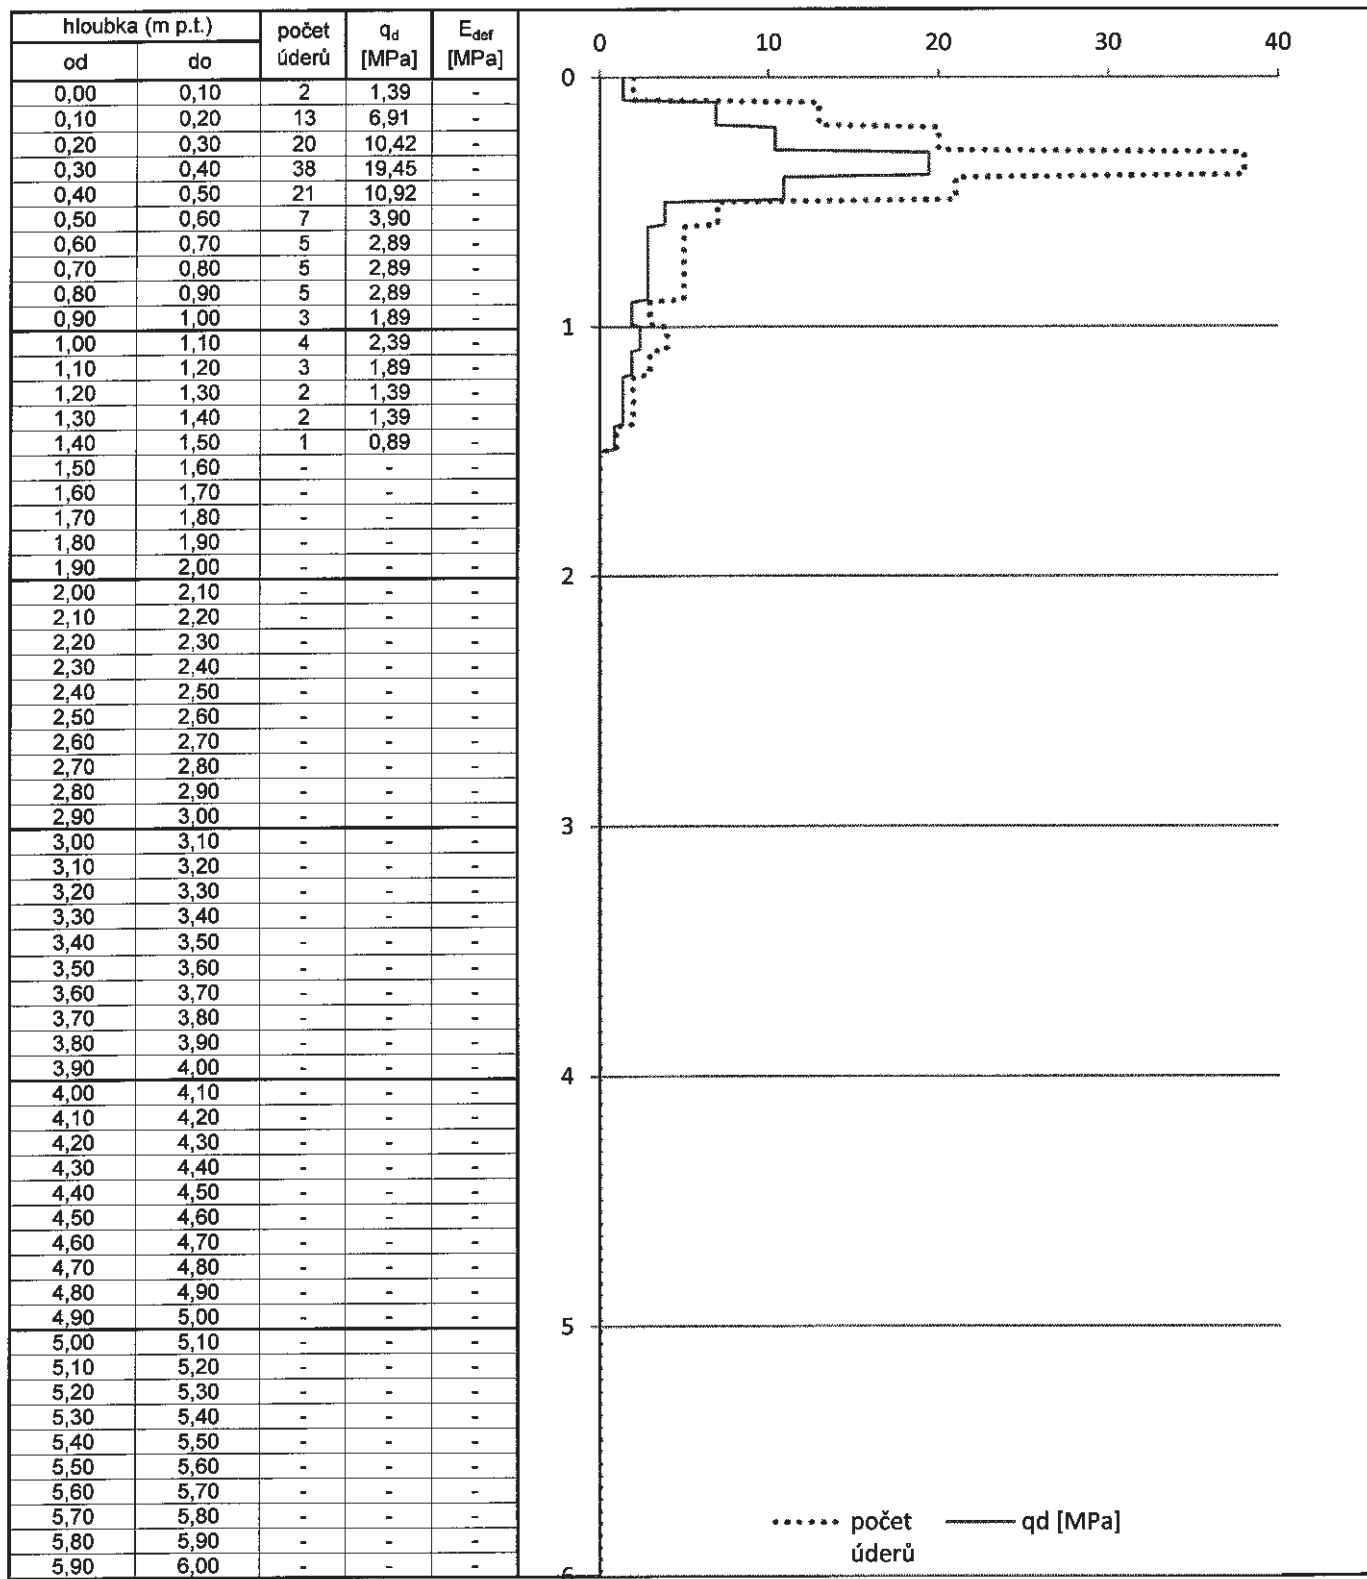 hloubka (m p.t.) počet úderů qd [MPa] Edef [MPa]
od do
0,00 0,10 2 1,39 -
0,10 0,20 13 6,91 -
0,20 0,30 20 10,42 -
0,30 0,40 38 19,45 -
0,40 0,50 21 10,92 -
0,50 0,60 7 3,90 -
0,60 0,70 5 2,89 -
0,70 0,80 5 2,89 -
0,80 0,90 5 2,89 -
0,90 1,00 3 1,89 -
1,00 1,10 4 2,39 -
1,10 1,20 3 1,89 -
1,20 1,30 2 1,39 -
1,30 1,40 2 1,39 -
1,40 1,50 1 0,89 -
1,50 1,60 - - -
1,60 1,70 - - -
1,70 1,80 - - -
1,80 1,90 - - -
1,90 2,00 - - -
2,00 2,10 - - -
2,10 2,20 - - -
2,20 2,30 - - -
2,30 2,40 - - -
2,40 2,50 - - -
2,50 2,60 - - -
2,60 2,70 - - -
2,70 2,80 - - -
2,80 2,90 - - -
2,90 3,00 - - -
3,00 3,10 - - -
3,10 3,20 - - -
3,20 3,30 - - -
3,30 3,40 - - -
3,40 3,50 - - -
3,50 3,60 - - -
3,60 3,70 - - -
3,70 3,80 - - -
3,80 3,90 - - -
3,90 4,00 - - -
4,00 4,10 - - -
4,10 4,20 - - -
4,20 4,30 - - -
4,30 4,40 - - -
4,40 4,50 - - -
4,50 4,60 - - -
4,60 4,70 - - -
4,70 4,80 - - -
4,80 4,90 - - -
4,90 5,00 - - -
5,00 5,10 - - -
5,10 5,20 - - -
5,20 5,30 - - -
5,30 5,40 - - -
5,40 5,50 - - -
5,50 5,60 - - -
5,60 5,70 - - -
5,70 5,80 - - -
5,80 5,90 - - -
5,90 6,00 - - -
0 10 20 30 40
0
1
2
3
4
5
6
počet qd [MPa]
úderů